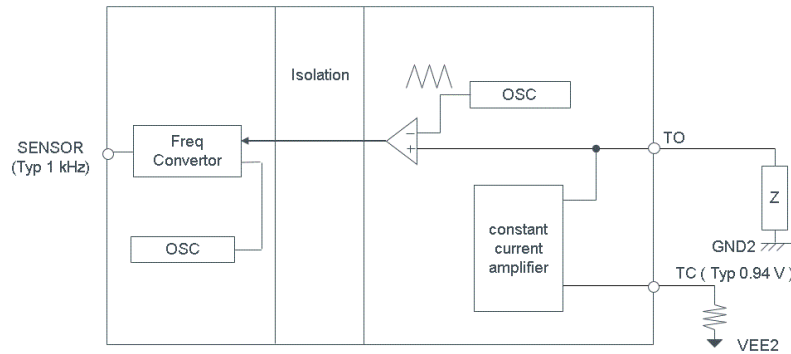 Isolation
OSC
SENSOR
(Typ 1 kHz)
Freq
Convertor
−
+
TO
OSC
constant
current
amplifier
Z
GND2
TC ( Typ 0.94 V )
VEE2